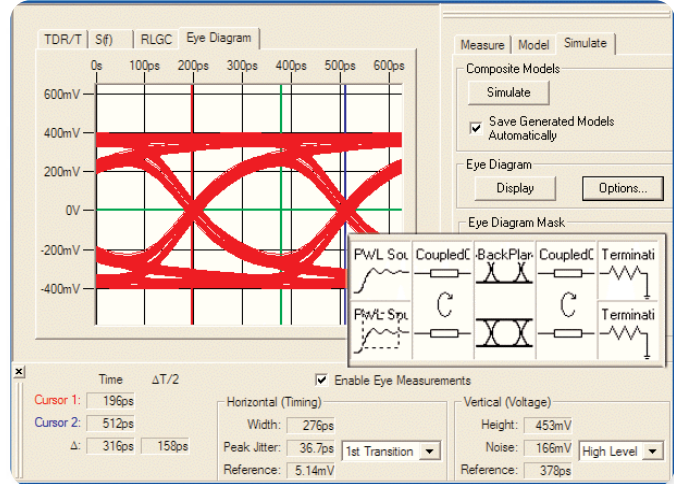 TDR/T S(f) RLGC Eye Diagram
0s 100ps 200ps 300ps 400ps 500ps 600ps
600mV
400mV
200mV
0V
-200mV
-400mV
Measure Model Simulate
Composite Models
Simulate
Save Generated Models
Automatically
Eye Diagram
Display Options...
Eye Diagram Mask
PWL Sou CoupledC -BackPlar- CoupledC Terminati
PWL Sou Terminati
Time ΔT/2
Cursor 1: 196ps
Cursor 2: 512ps
Δ: 316ps 158ps
Enable Eye Measurements
Horizontal (Timing)
Width: 276ps
Peak Jitter: 36.7ps 1st Transition
Reference: 5.14mV
Vertical (Voltage)
Height: 453mV
Noise: 166mV High Level
Reference: 378ps